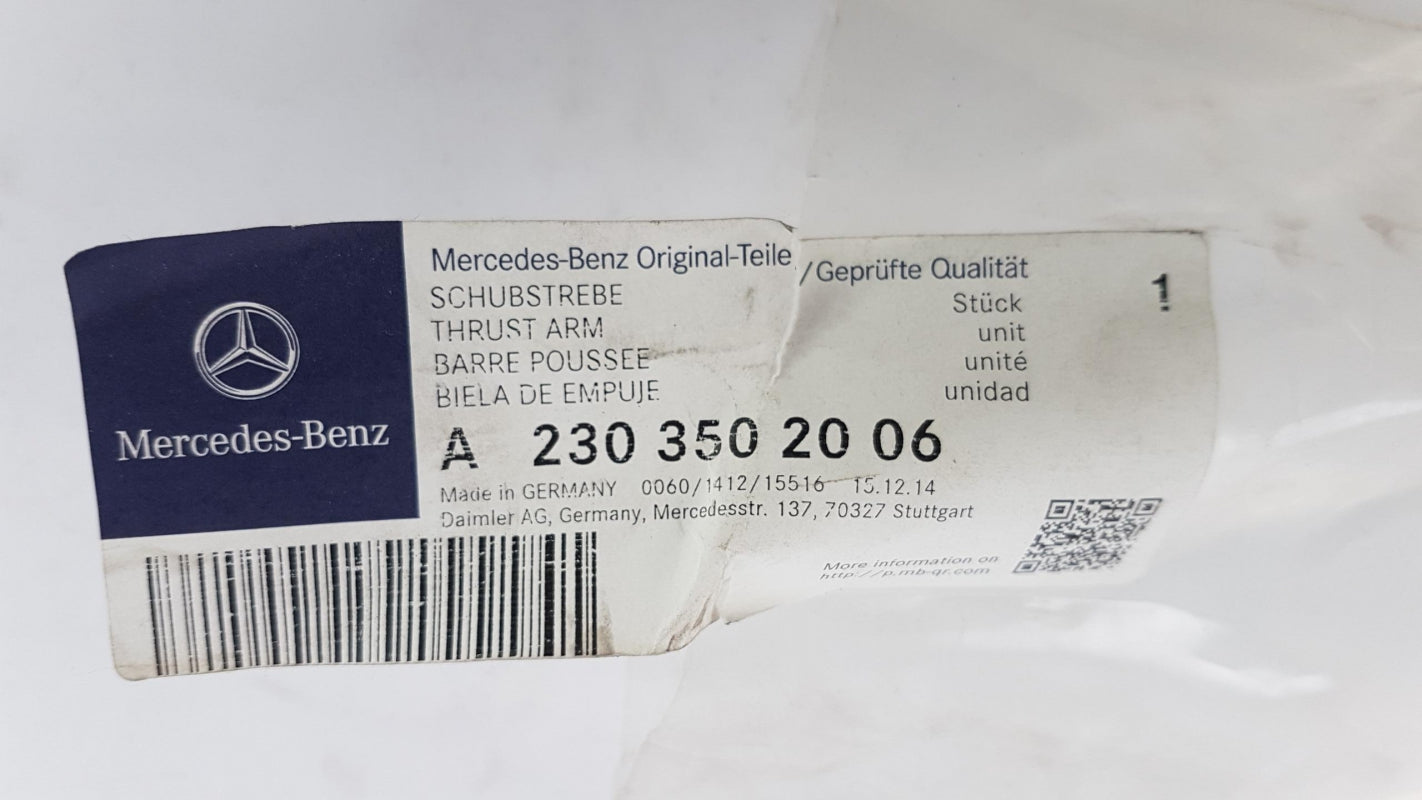 Mercedes-Benz
Mercedes-Benz Original-Teile/Geprüfte Qualität
SCHUBSTREBE Stück 1
THRUST ARM unit
BARRE POUSSEE unité
BIELA DE EMPUJE unidad
A 230 350 20 06
Made in GERMANY 0060/1412/15516 15.12.14
Daimler AG, Germany, Mercedesstr. 137, 70327 Stuttgart
More information on
http://p.mb-qr.com